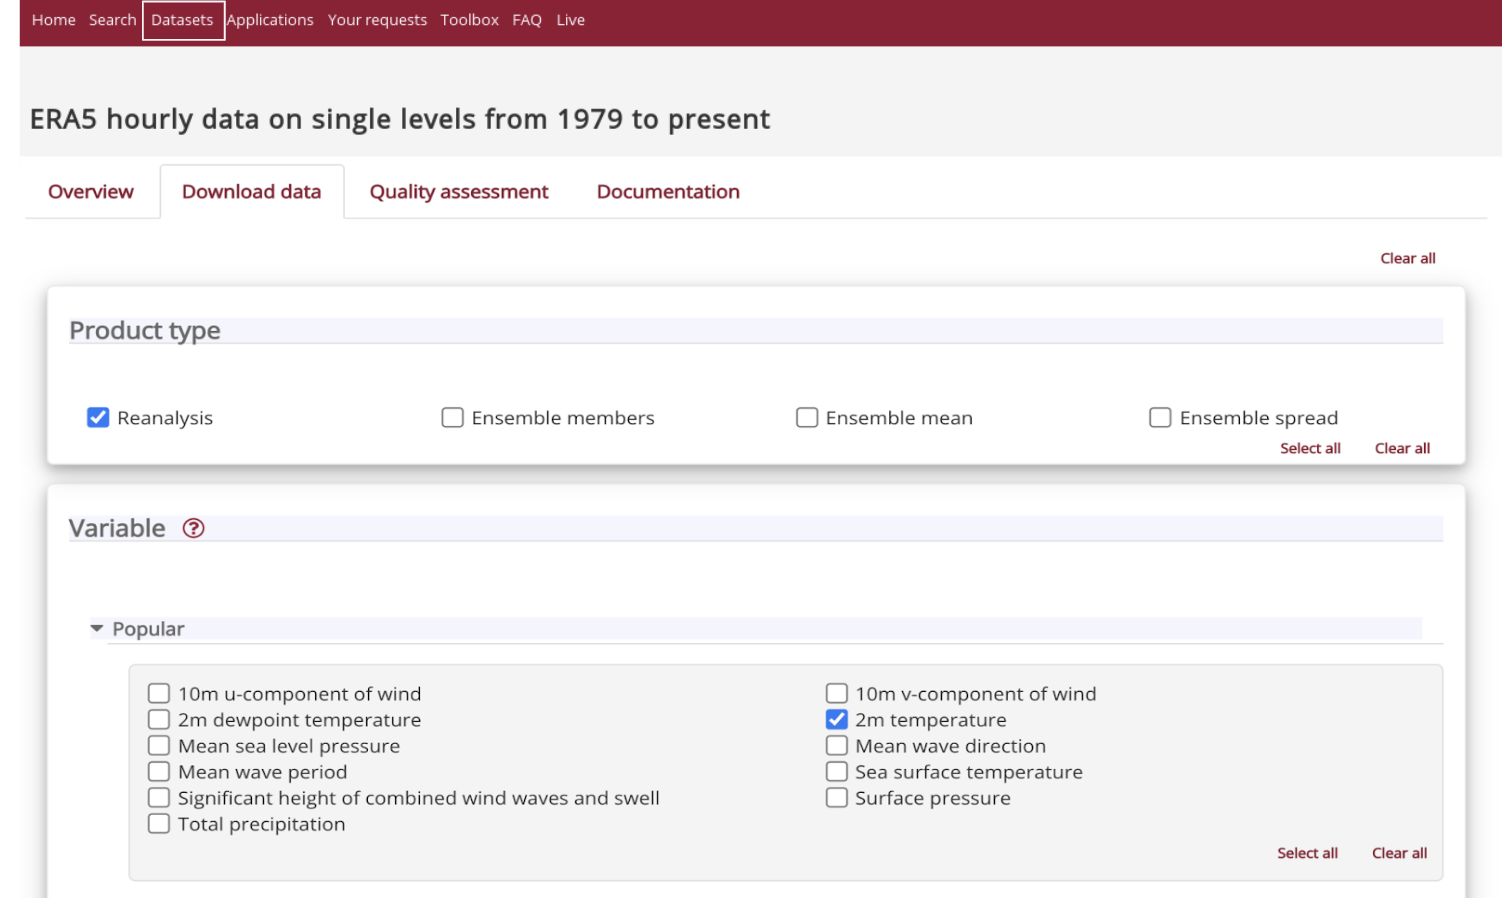 Home Search Datasets Applications Your requests Toolbox FAQ Live
ERA5 hourly data on single levels from 1979 to present
Overview Download data Quality assessment Documentation
Clear all
Product type
Reanalysis Ensemble members Ensemble mean Ensemble spread
Select all Clear all
Variable ?
Popular
10m u-component of wind 10m v-component of wind
2m dewpoint temperature 2m temperature
Mean sea level pressure Mean wave direction
Mean wave period Sea surface temperature
Significant height of combined wind waves and swell Surface pressure
Total precipitation
Select all Clear all